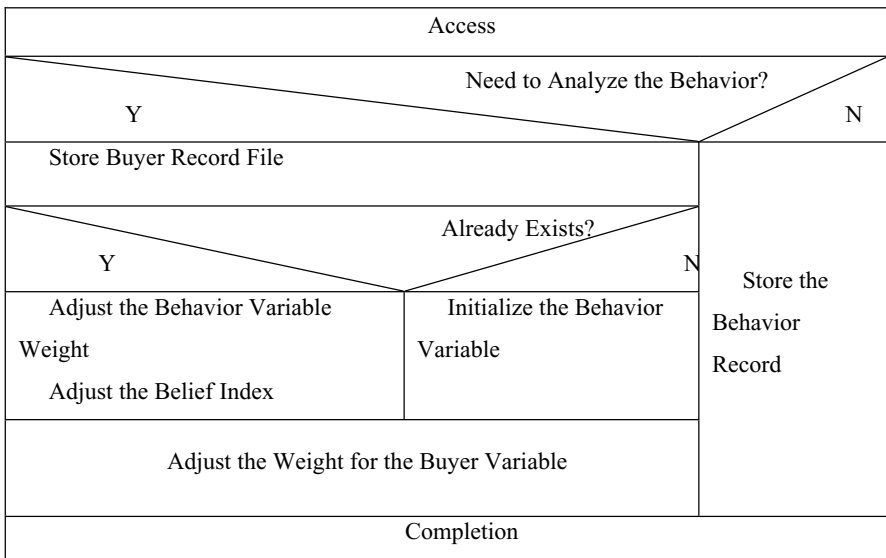 Access
Need to Analyze the Behavior?
Y
N
Store Buyer Record File
Already Exists?
Y
N
Adjust the Behavior Variable
Weight
Adjust the Belief Index
Initialize the Behavior
Variable
Store the
Behavior
Record
Adjust the Weight for the Buyer Variable
Completion